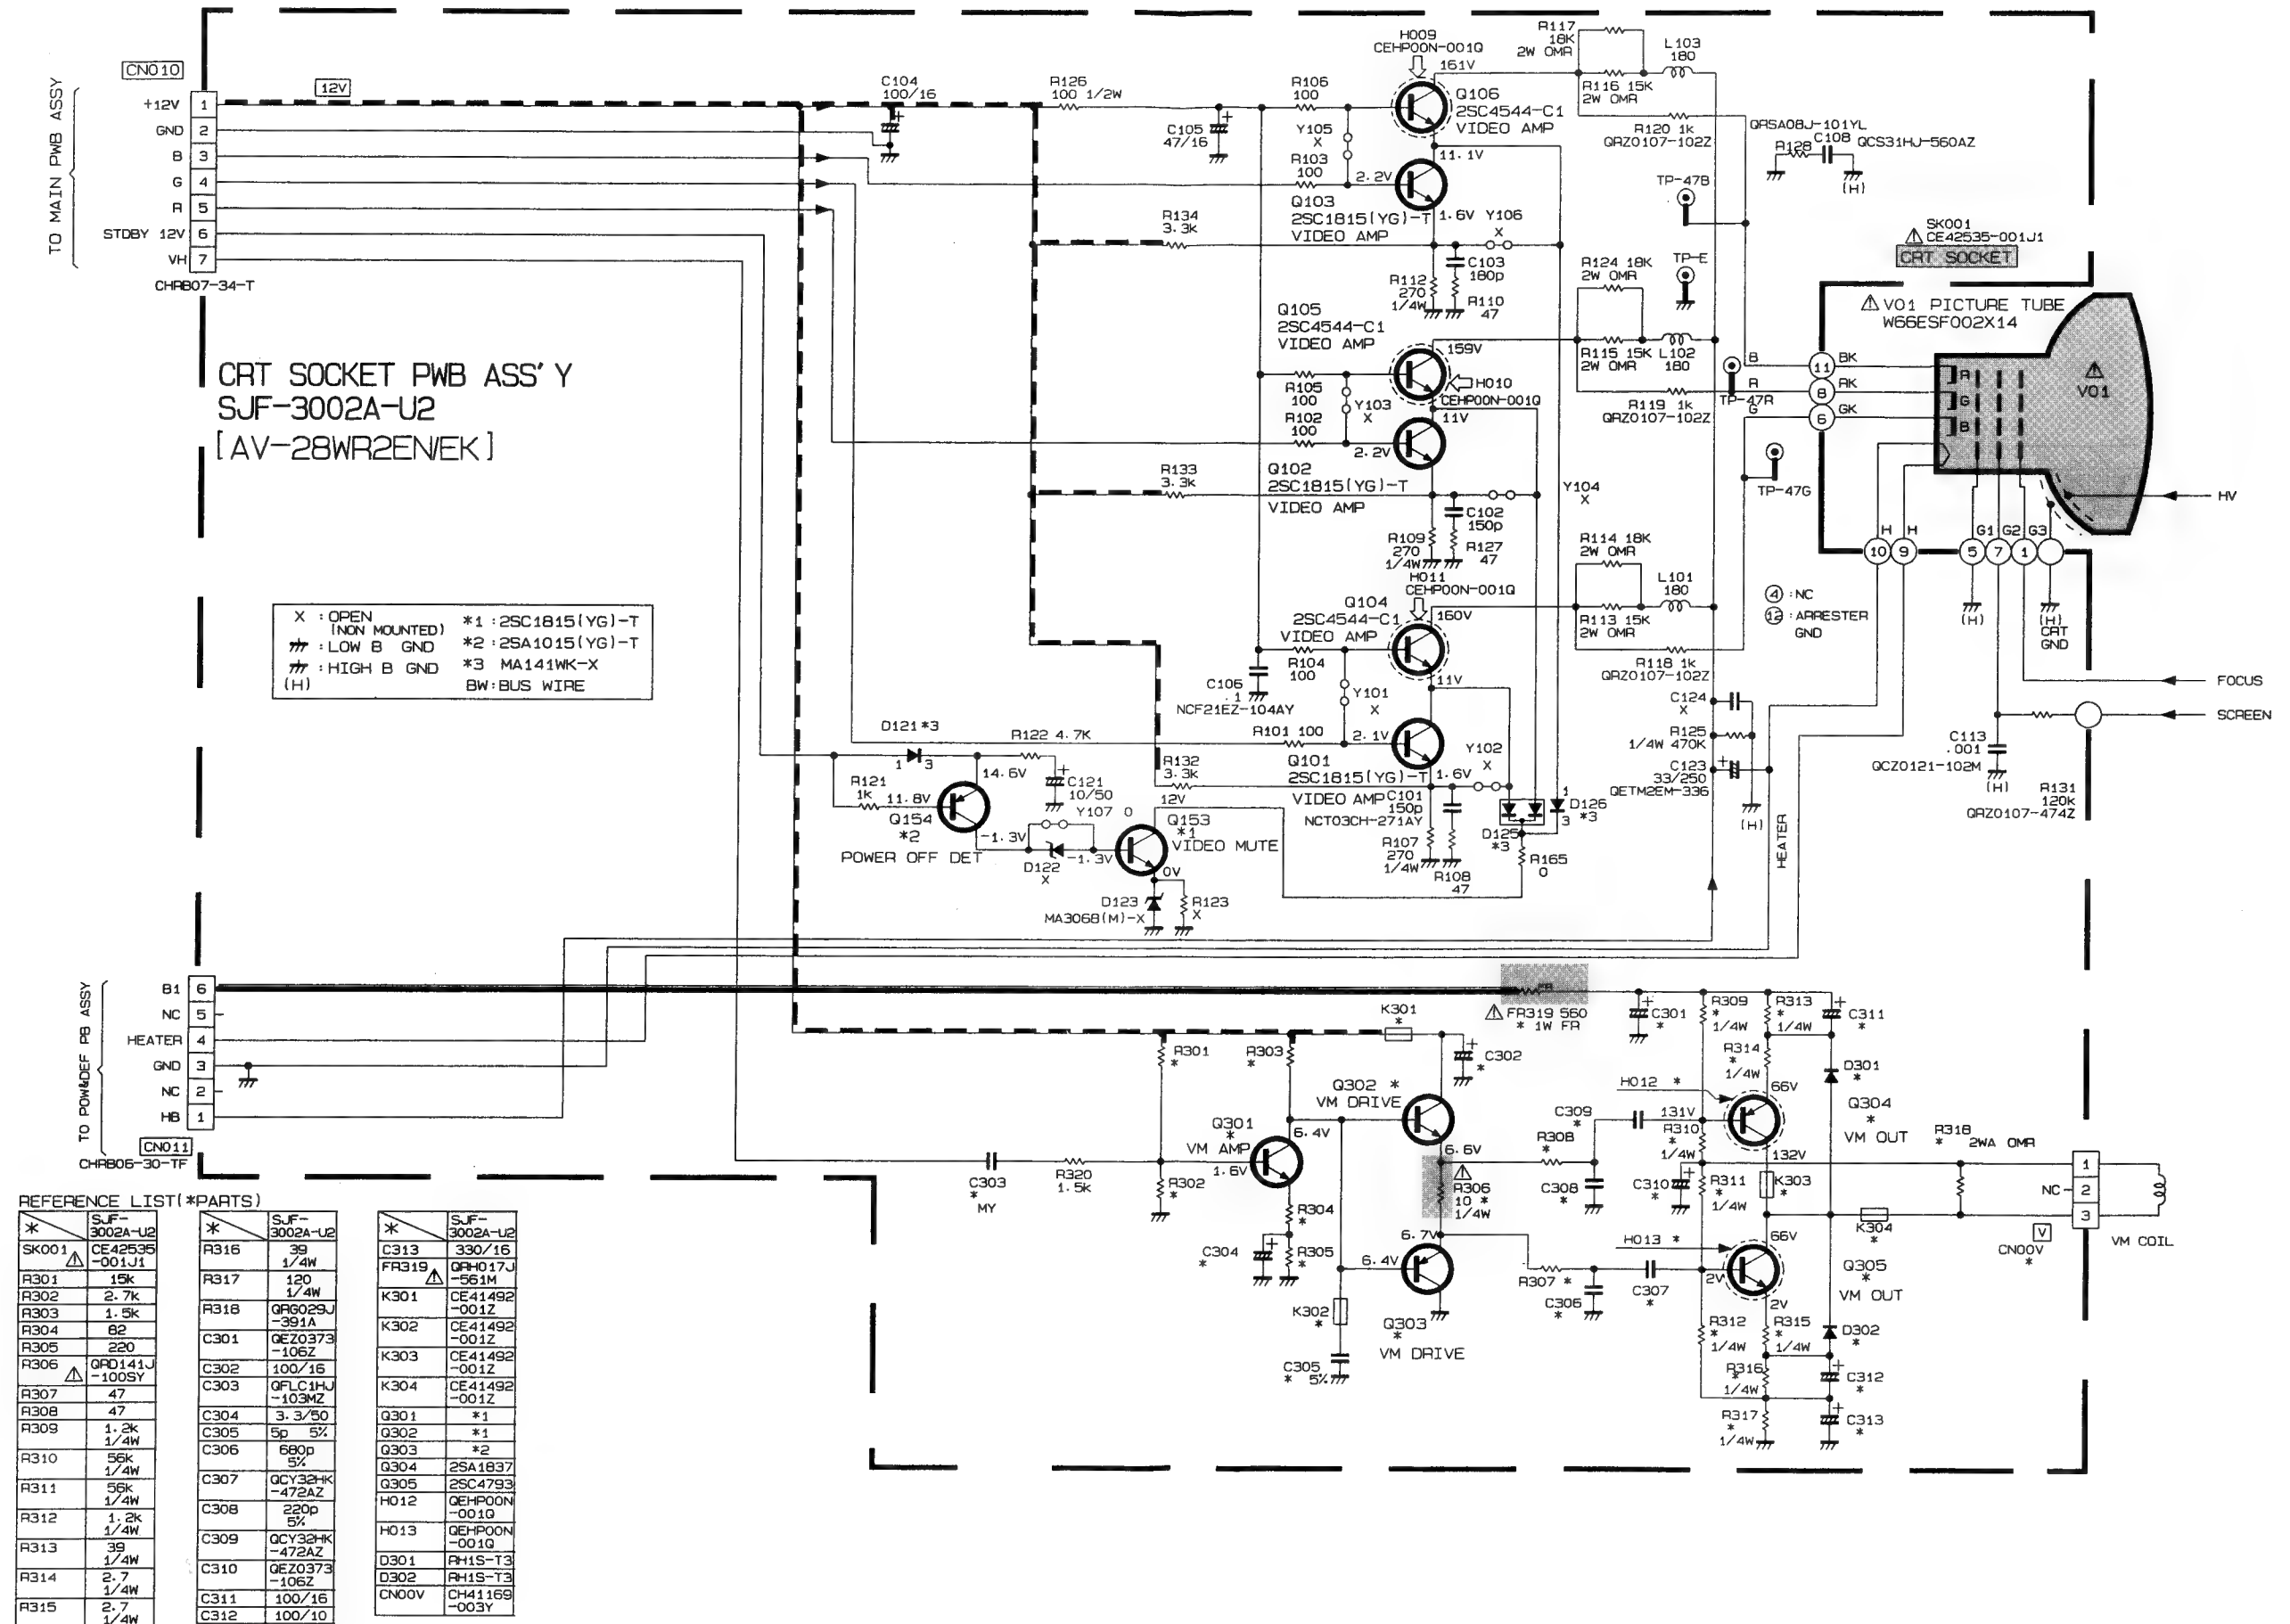 CN010
TO MAIN PWB ASSY
+12V 1
GND 2
B 3
G 4
R 5
STDBY 12V 6
VH 7
CHRB07-34-T
12V
C104
100/16
R126
100 1/2W
C105
47/16
R106
100
Y105
X
R103
100
H009
CEHP00N-001Q
161V
Q106
2SC4544-C1
VIDEO AMP
11.1V
2.2V
Q103
2SC1815(YG)-T
VIDEO AMP
1.6V
Y106
X
R134
3.3k
C103
180p
R112
270
1/4W
R110
47
R117
18K
2W OMR
L103
180
R116 15K
2W OMR
R120 1k
QRZ0107-102Z
QRSA08J-101YL
R128
C108
QCS31HJ-560AZ
(H)
TP-47B
TP-E
SK001
CE42535-001J1
CRT SOCKET
V01 PICTURE TUBE
W66ESF002X14
CRT SOCKET PWB ASS'Y
SJF-3002A-U2
[AV-28WR2EN/EK]
Q105
2SC4544-C1
VIDEO AMP
159V
H010
CEHP00N-001Q
11V
R105
100
R102
100
Y103
X
2.2V
Q102
2SC1815(YG)-T
VIDEO AMP
R133
3.3k
C102
150p
Y104
X
R109
270
1/4W
R127
47
R124 18K
2W OMR
R115 15K
2W OMR
L102
180
R119 1k
QRZ0107-102Z
TP-47R
TP-47G
B
R
G
11 BK
8 RK
6 GK
R
G
B
V01
HV
H
H
G1
G2
G3
10
9
5
7
1
(H)
(H)
CRT
GND
4 : NC
12 : ARRESTER
GND
FOCUS
SCREEN
X : OPEN
(NON MOUNTED)
: LOW B GND
: HIGH B GND
(H)
*1 : 2SC1815(YG)-T
*2 : 2SA1015(YG)-T
*3 MA141WK-X
BW : BUS WIRE
H011
CEHP00N-001Q
Q104
2SC4544-C1
VIDEO AMP
160V
R104
100
C106
.1
NCF21EZ-104AY
Y101
X
11V
R101 100
2.1V
Q101
2SC1815(YG)-T
VIDEO AMP
1.6V
Y102
X
R132
3.3k
C101
150p
NCT03CH-271AY
R107
270
1/4W
R108
47
D125
*3
D126
*3
1
3
R165
0
R114 18K
2W OMR
L101
180
R113 15K
2W OMR
R118 1k
QRZ0107-102Z
C124
X
R125
1/4W 470K
C123
33/250
QETM2EM-336
(H)
HEATER
C113
.001
QCZ0121-102M
(H)
R131
120k
QRZ0107-474Z
D121 *3
1
3
R122 4.7K
R121
1K
11.8V
14.6V
Q154
*2
POWER OFF DET
-1.3V
C121
10/50
Y107 0
D122
X
-1.3V
12V
Q153
*1
VIDEO MUTE
0V
D123
MA3068(M)-X
R123
X
TO POW&DEF PB ASSY
B1 6
NC 5
HEATER 4
GND 3
NC 2
HB 1
CN011
CHRB06-30-TF
FR319 560
* 1W FR
K301
*
R301
*
R303
*
C302
*
Q302 *
VM DRIVE
Q301
*
VM AMP
6.4V
1.6V
6.6V
R306
10 *
1/4W
C303
*
MY
R320
1.5K
R302
*
R304
*
C304
*
R305
*
6.7V
6.4V
K302
*
Q303
*
VM DRIVE
C305
* 5%
C309
*
R308
*
C308
*
R307 *
C306
*
C307
*
C301
*
R309
*
1/4W
R313
*
1/4W
C311
*
R314
*
1/4W
D301
*
H012 *
66V
131V
Q304
*
VM OUT
R310
*
1/4W
132V
C310
*
R311
*
1/4W
K303
*
R318
*
2WA OMR
K304
*
H013 *
66V
2V
Q305
*
VM OUT
2V
R312
*
1/4W
R315
*
1/4W
D302
*
R316
*
1/4W
C312
*
R317
*
1/4W
C313
*
1
NC 2
3
V
CN00V
*
VM COIL
REFERENCE LIST(*PARTS)
* SJF-3002A-U2
SK001 CE42535-001J1
R301 15k
R302 2.7k
R303 1.5k
R304 82
R305 220
R306 QRD141J-100SY
R307 47
R308 47
R309 1.2k 1/4W
R310 56k 1/4W
R311 56k 1/4W
R312 1.2k 1/4W
R313 39 1/4W
R314 2.7 1/4W
R315 2.7 1/4W
* SJF-3002A-U2
R316 39 1/4W
R317 120 1/4W
R318 QRG029J-391A
C301 QEZ0373-106Z
C302 100/16
C303 QFLC1HJ-103MZ
C304 3.3/50
C305 5p 5%
C306 680p 5%
C307 QCY32HK-472AZ
C308 220p 5%
C309 QCY32HK-472AZ
C310 QEZ0373-106Z
C311 100/16
C312 100/10
* SJF-3002A-U2
C313 330/16
FR319 QRH017J-561M
K301 CE41492-001Z
K302 CE41492-001Z
K303 CE41492-001Z
K304 CE41492-001Z
Q301 *1
Q302 *1
Q303 *2
Q304 2SA1837
Q305 2SC4793
H012 QEHP00N-001Q
H013 QEHP00N-001Q
D301 RH1S-T3
D302 RH1S-T3
CN00V CH41169-003Y